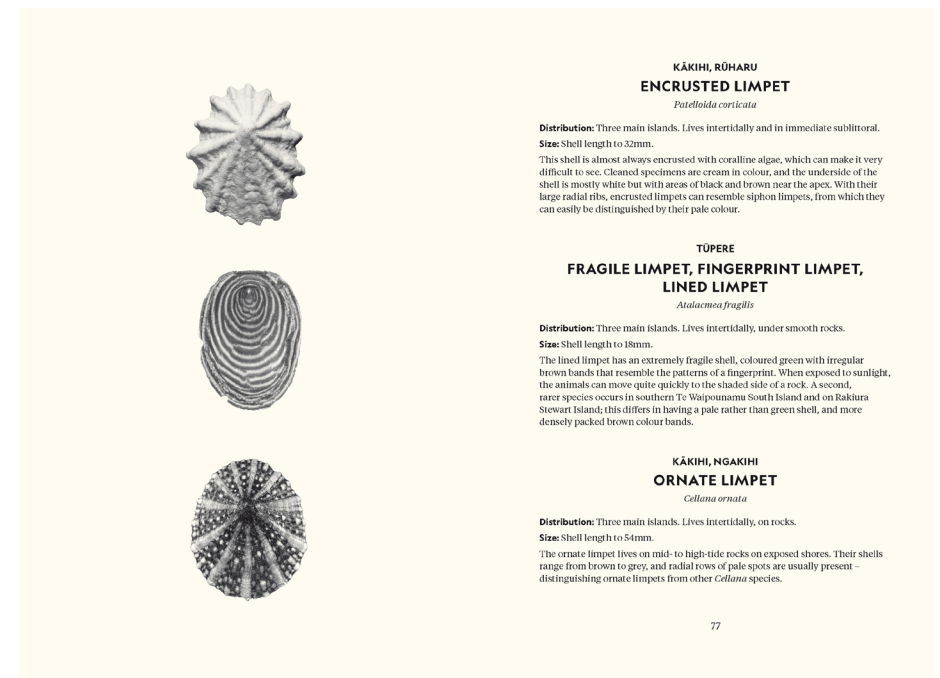 KĀKIHI, RŪHARU
ENCRUSTED LIMPET
Patelloida corticata
Distribution: Three main islands. Lives intertidally and in immediate sublittoral.
Size: Shell length to 32mm.
This shell is almost always encrusted with coralline algae, which can make it very
difficult to see. Cleaned specimens are cream in colour, and the underside of the
shell is mostly white but with areas of black and brown near the apex. With their
large radial ribs, encrusted limpets can resemble siphon limpets, from which they
can easily be distinguished by their pale colour.
TŪPERE
FRAGILE LIMPET, FINGERPRINT LIMPET,
LINED LIMPET
Atalacmea fragilis
Distribution: Three main islands. Lives intertidally, under smooth rocks.
Size: Shell length to 18mm.
The lined limpet has an extremely fragile shell, coloured green with irregular
brown bands that resemble the patterns of a fingerprint. When exposed to sunlight,
the animals can move quite quickly to the shaded side of a rock. A second,
rarer species occurs in southern Te Waipounamu South Island and on Rakiura
Stewart Island; this differs in having a pale rather than green shell, and more
densely packed brown colour bands.
KĀKIHI, NGAKIHI
ORNATE LIMPET
Cellana ornata
Distribution: Three main islands. Lives intertidally, on rocks.
Size: Shell length to 54mm.
The ornate limpet lives on mid- to high-tide rocks on exposed shores. Their shells
range from brown to grey, and radial rows of pale spots are usually present –
distinguishing ornate limpets from other Cellana species.
77